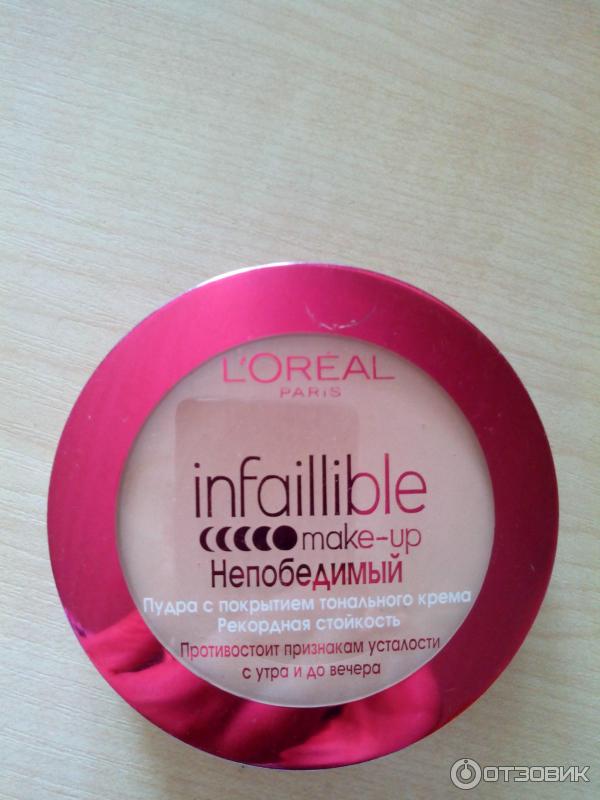 L'ORÉAL
PARIS
infaillible
make-up
Непобедимый
Пудра с покрытием тонального крема
Рекордная стойкость
Противостоит признакам усталости
с утра и до вечера
ОТЗОВИК